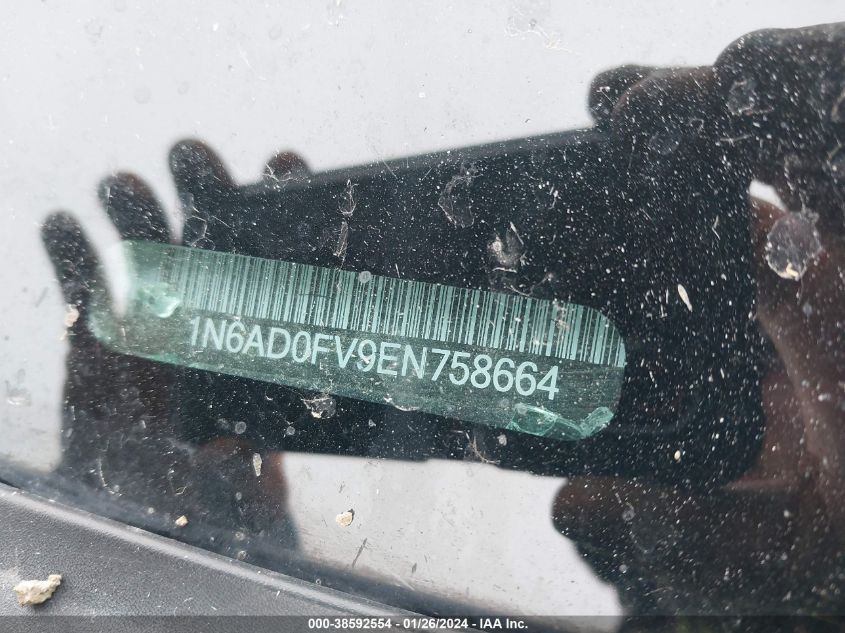 1N6AD0FV9EN758664
000-38592554 / 01/26/2024 - IAA Inc.